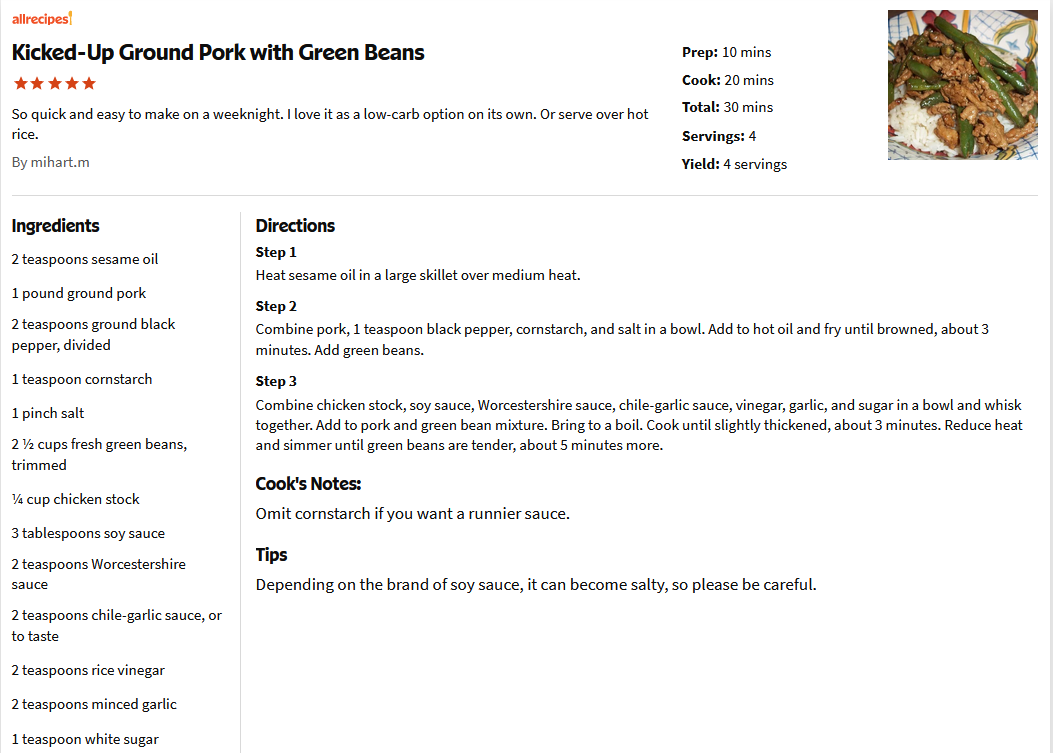 allrecipes
Kicked-Up Ground Pork with Green Beans
So quick and easy to make on a weeknight. I love it as a low-carb option on its own. Or serve over hot
rice.
By mihart.m
Prep: 10 mins
Cook: 20 mins
Total: 30 mins
Servings: 4
Yield: 4 servings
Ingredients
2 teaspoons sesame oil
1 pound ground pork
2 teaspoons ground black
pepper, divided
1 teaspoon cornstarch
1 pinch salt
2 ½ cups fresh green beans,
trimmed
¼ cup chicken stock
3 tablespoons soy sauce
2 teaspoons Worcestershire
sauce
2 teaspoons chile-garlic sauce, or
to taste
2 teaspoons rice vinegar
2 teaspoons minced garlic
1 teaspoon white sugar
Directions
Step 1
Heat sesame oil in a large skillet over medium heat.
Step 2
Combine pork, 1 teaspoon black pepper, cornstarch, and salt in a bowl. Add to hot oil and fry until browned, about 3
minutes. Add green beans.
Step 3
Combine chicken stock, soy sauce, Worcestershire sauce, chile-garlic sauce, vinegar, garlic, and sugar in a bowl and whisk
together. Add to pork and green bean mixture. Bring to a boil. Cook until slightly thickened, about 3 minutes. Reduce heat
and simmer until green beans are tender, about 5 minutes more.
Cook's Notes:
Omit cornstarch if you want a runnier sauce.
Tips
Depending on the brand of soy sauce, it can become salty, so please be careful.